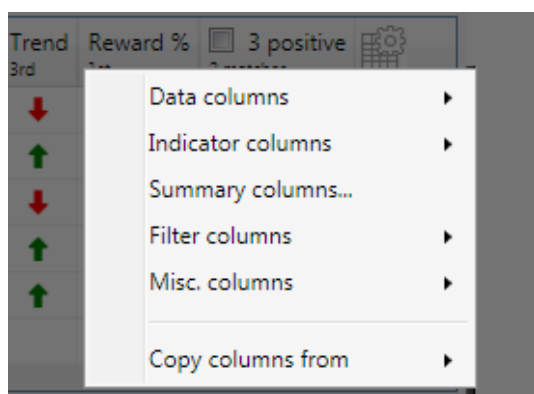 Trend Reward % 3 positive
3rd
Data columns
Indicator columns
Summary columns...
Filter columns
Misc. columns
Copy columns from